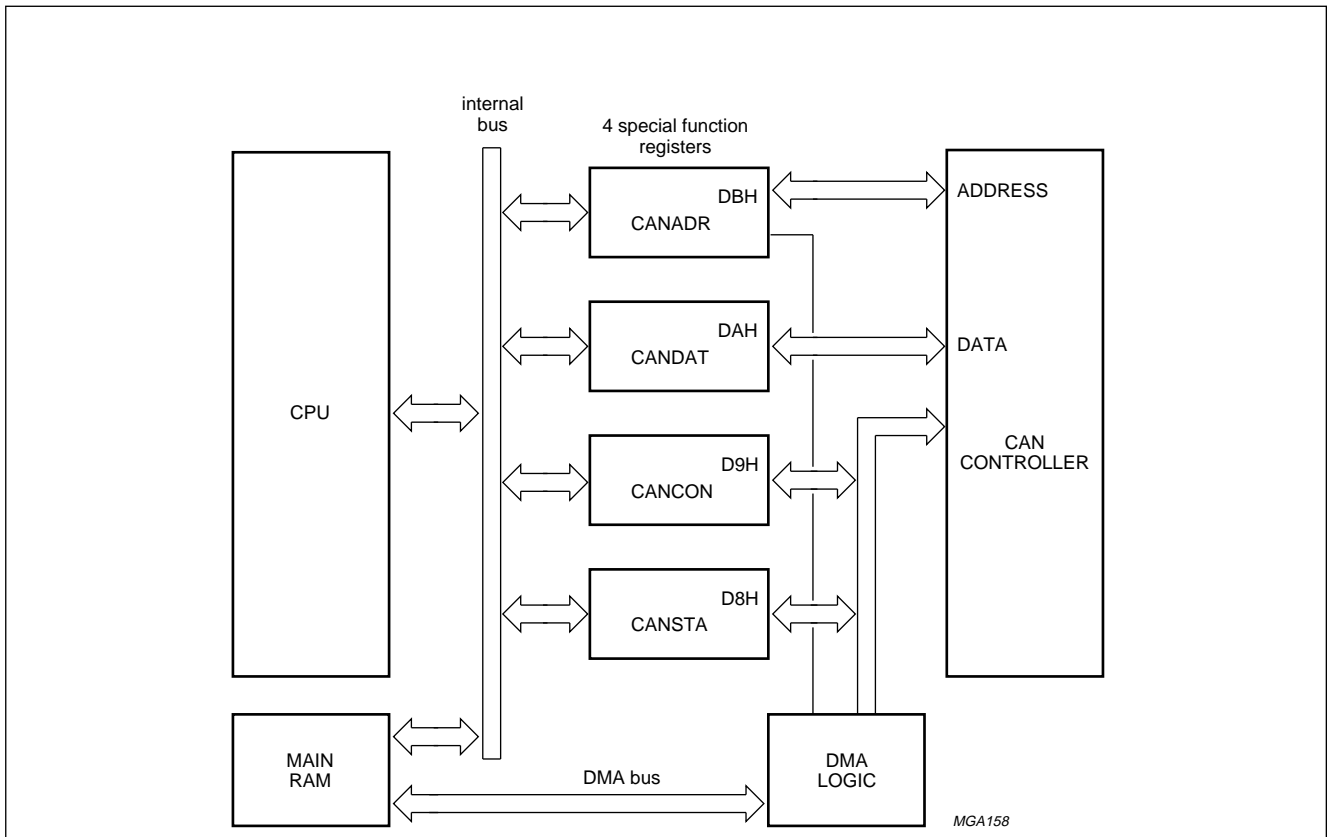 internal
bus
4 special function
registers
DBH
CANADR
ADDRESS
DAH
CANDAT
DATA
CPU
D9H
CANCON
CAN
CONTROLLER
D8H
CANSTA
MAIN
RAM
DMA bus
DMA
LOGIC
MGA158